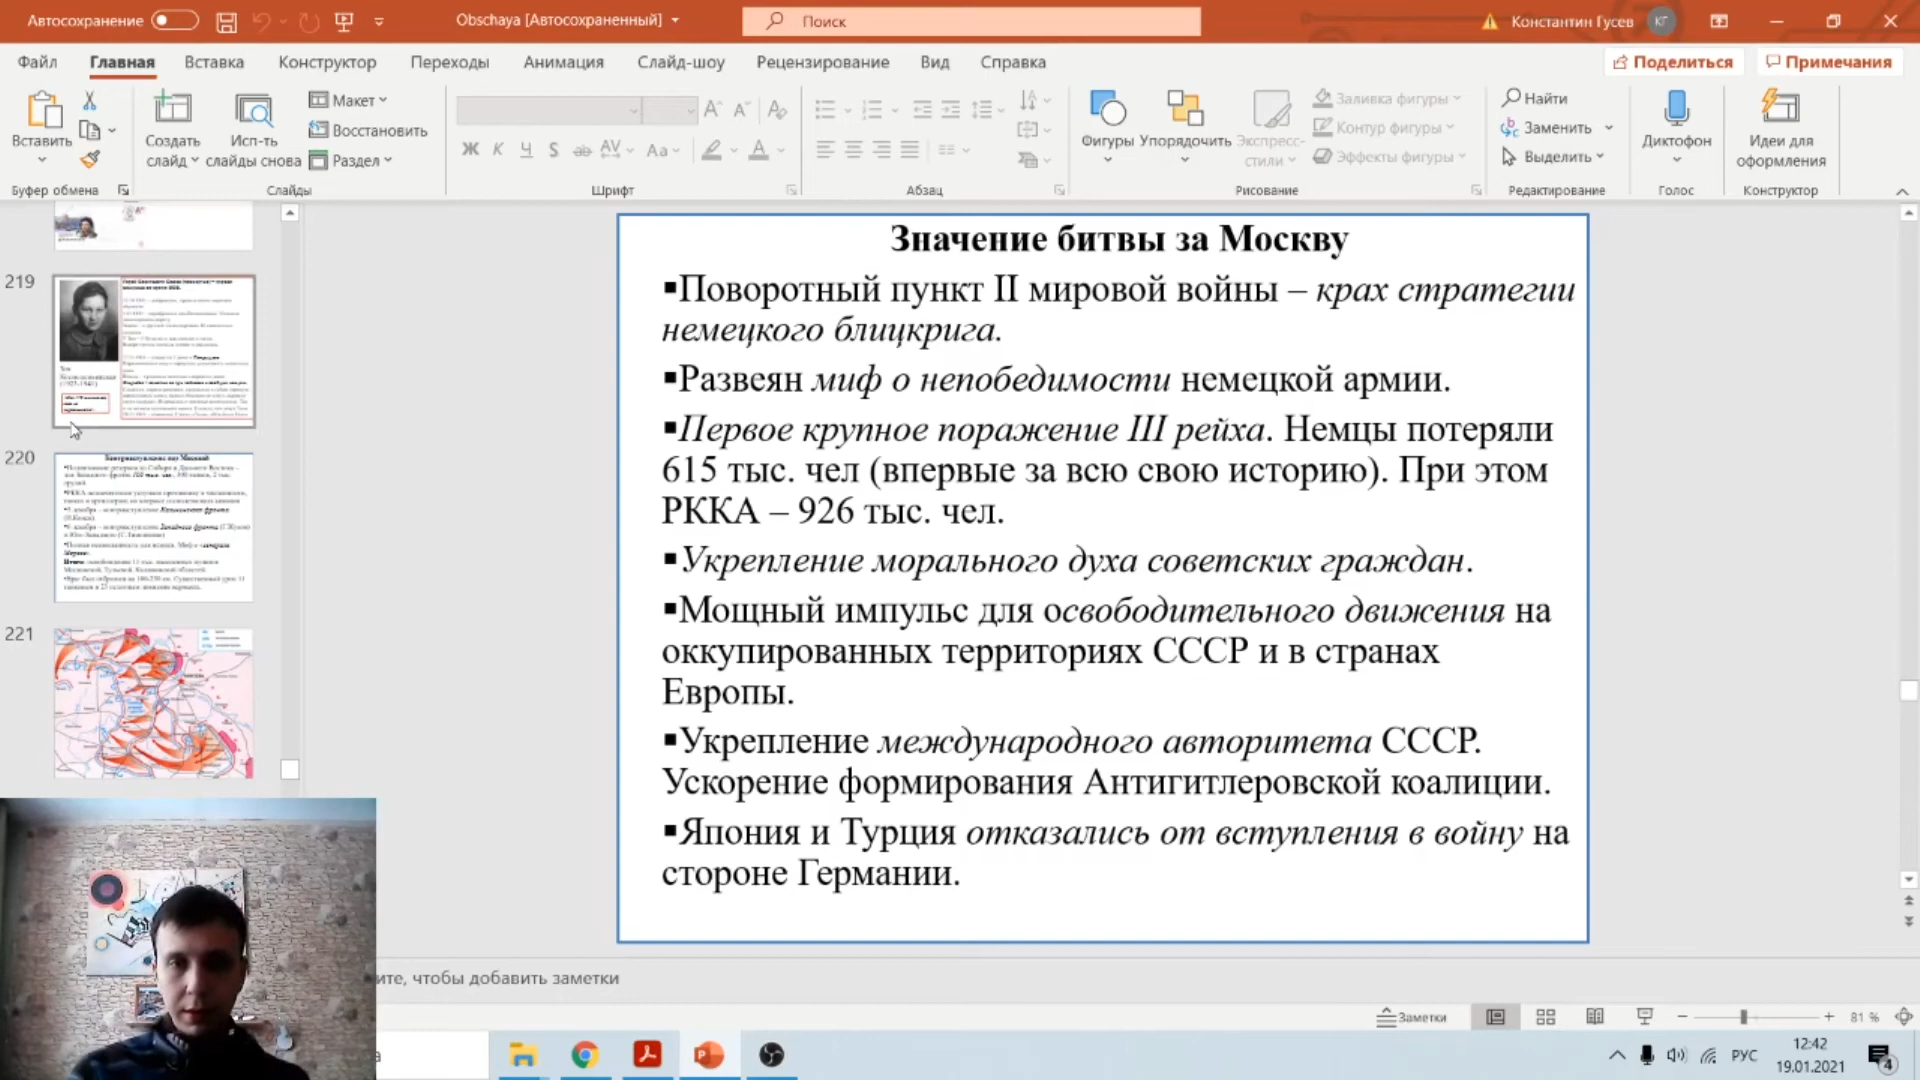 Автосохранение
Obschaya [Автосохраненный]
Поиск
Константин Гусев
КГ
Файл
Главная
Вставка
Конструктор
Переходы
Анимация
Слайд-шоу
Рецензирование
Вид
Справка
Поделиться
Примечания
Вставить
Создать
слайд
Исп-ть
слайды снова
Макет
Восстановить
Раздел
Ж К Ч S ab AV Aa A
Фигуры
Упорядочить
Экспресс-
стили
Заливка фигуры
Контур фигуры
Эффекты фигуры
Найти
Заменить
Выделить
Диктофон
Идеи для
оформления
Буфер обмена
Слайды
Шрифт
Абзац
Рисование
Редактирование
Голос
Конструктор
219
220
221
Значение битвы за Москву
▪Поворотный пункт II мировой войны – крах стратегии
немецкого блицкрига.
▪Развеян миф о непобедимости немецкой армии.
▪Первое крупное поражение III рейха. Немцы потеряли
615 тыс. чел (впервые за всю свою историю). При этом
РККА – 926 тыс. чел.
▪Укрепление морального духа советских граждан.
▪Мощный импульс для освободительного движения на
оккупированных территориях СССР и в странах
Европы.
▪Укрепление международного авторитета СССР.
Ускорение формирования Антигитлеровской коалиции.
▪Япония и Турция отказались от вступления в войну на
стороне Германии.
ите, чтобы добавить заметки
Заметки
81 %
РУС
12:42
19.01.2021
4